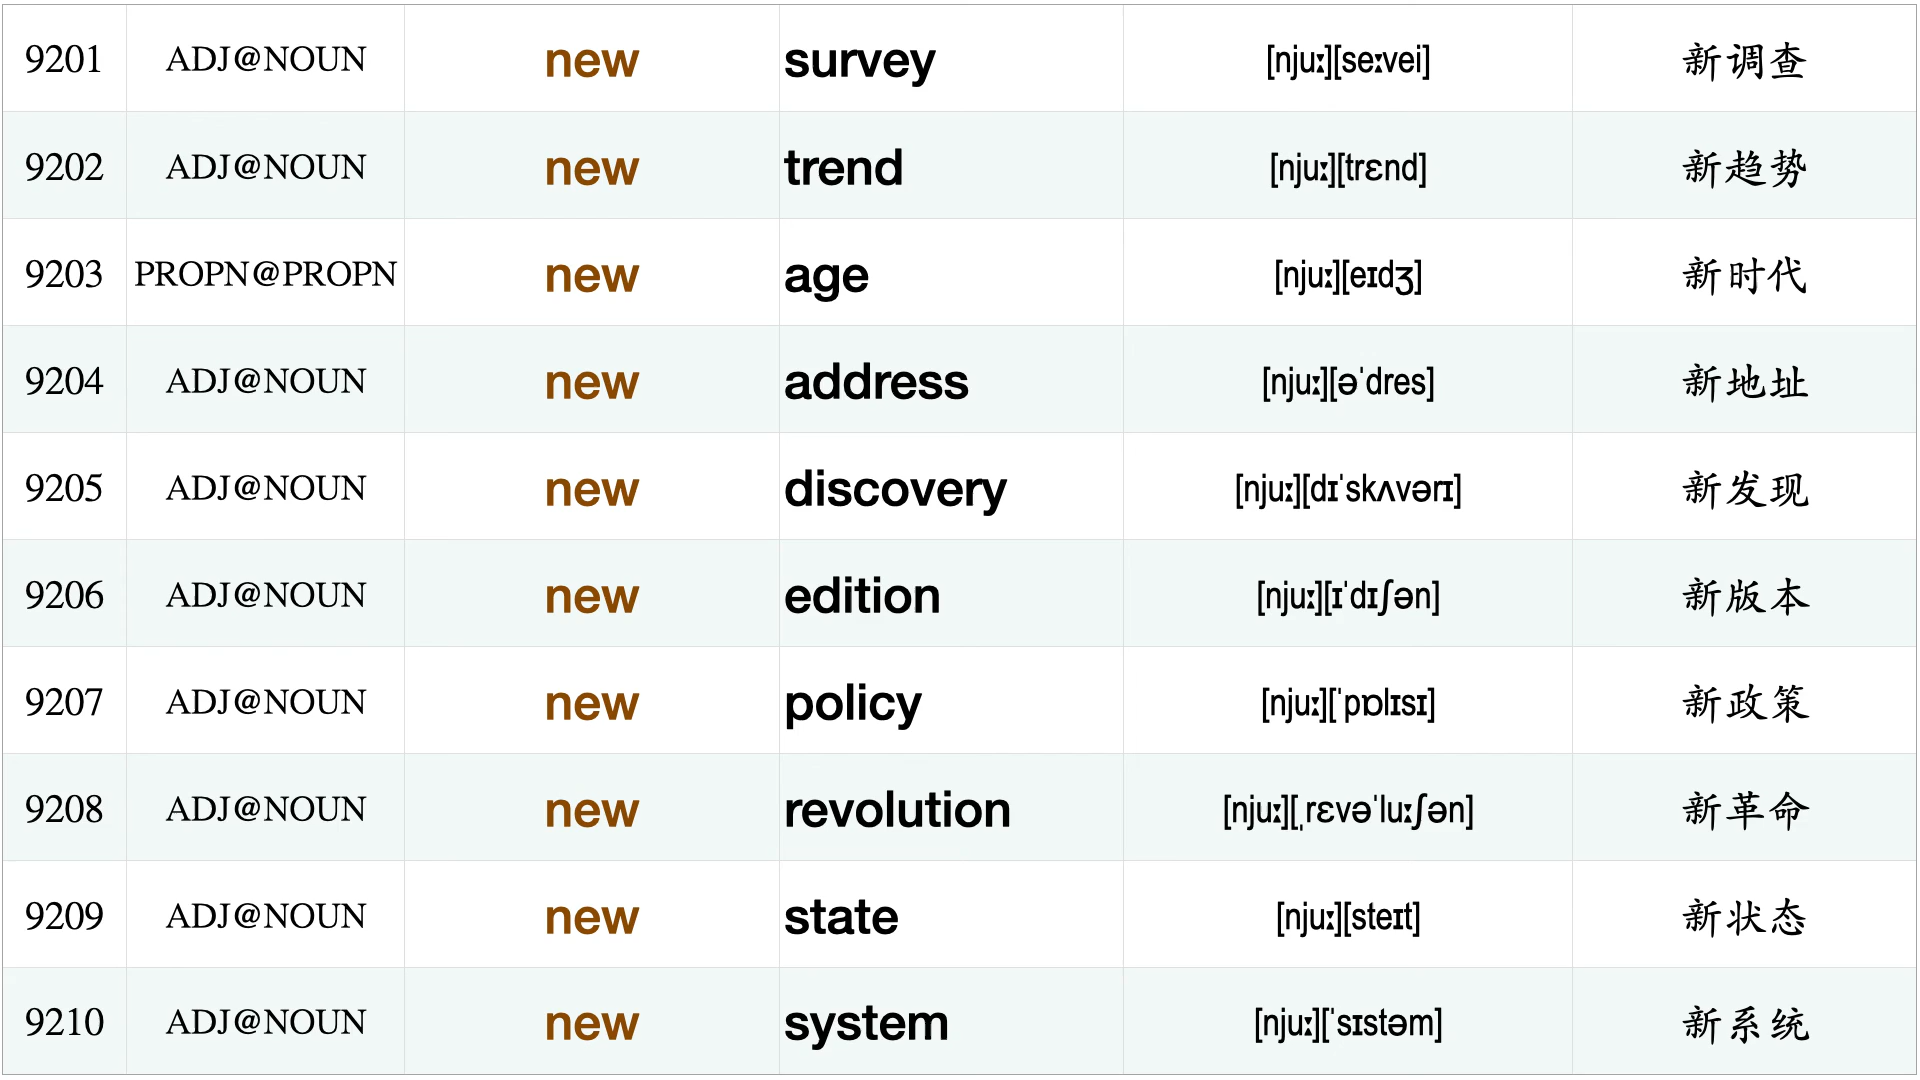 9201 ADJ@NOUN new survey [njuː][seːvei] 新调查
9202 ADJ@NOUN new trend [njuː][trɛnd] 新趋势
9203 PROPN@PROPN new age [njuː][eɪdʒ] 新时代
9204 ADJ@NOUN new address [njuː][əˈdres] 新地址
9205 ADJ@NOUN new discovery [njuː][dɪˈskʌvərɪ] 新发现
9206 ADJ@NOUN new edition [njuː][ɪˈdɪʃən] 新版本
9207 ADJ@NOUN new policy [njuː][ˈpɒlɪsɪ] 新政策
9208 ADJ@NOUN new revolution [njuː][ˌrɛvəˈluːʃən] 新革命
9209 ADJ@NOUN new state [njuː][steɪt] 新状态
9210 ADJ@NOUN new system [njuː][ˈsɪstəm] 新系统